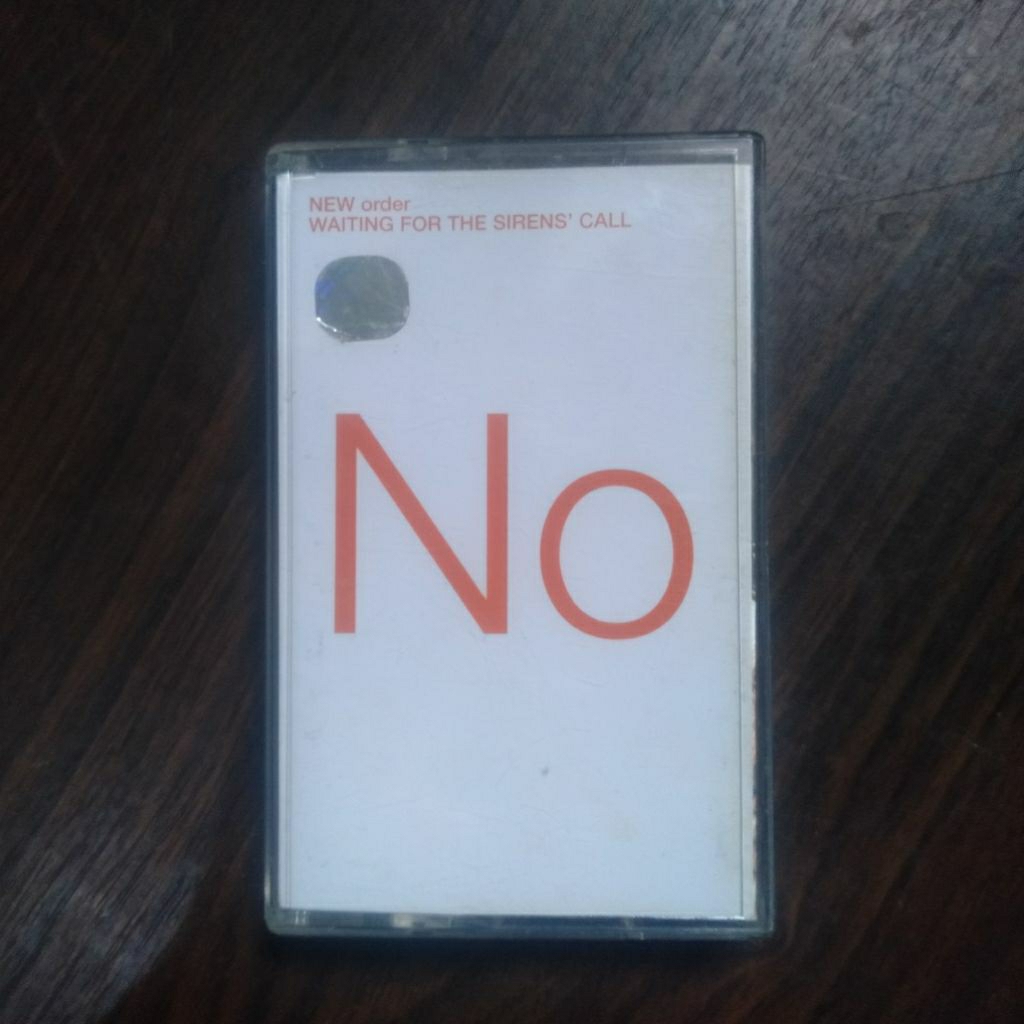 NEW order
WAITING FOR THE SIRENS' CALL
No